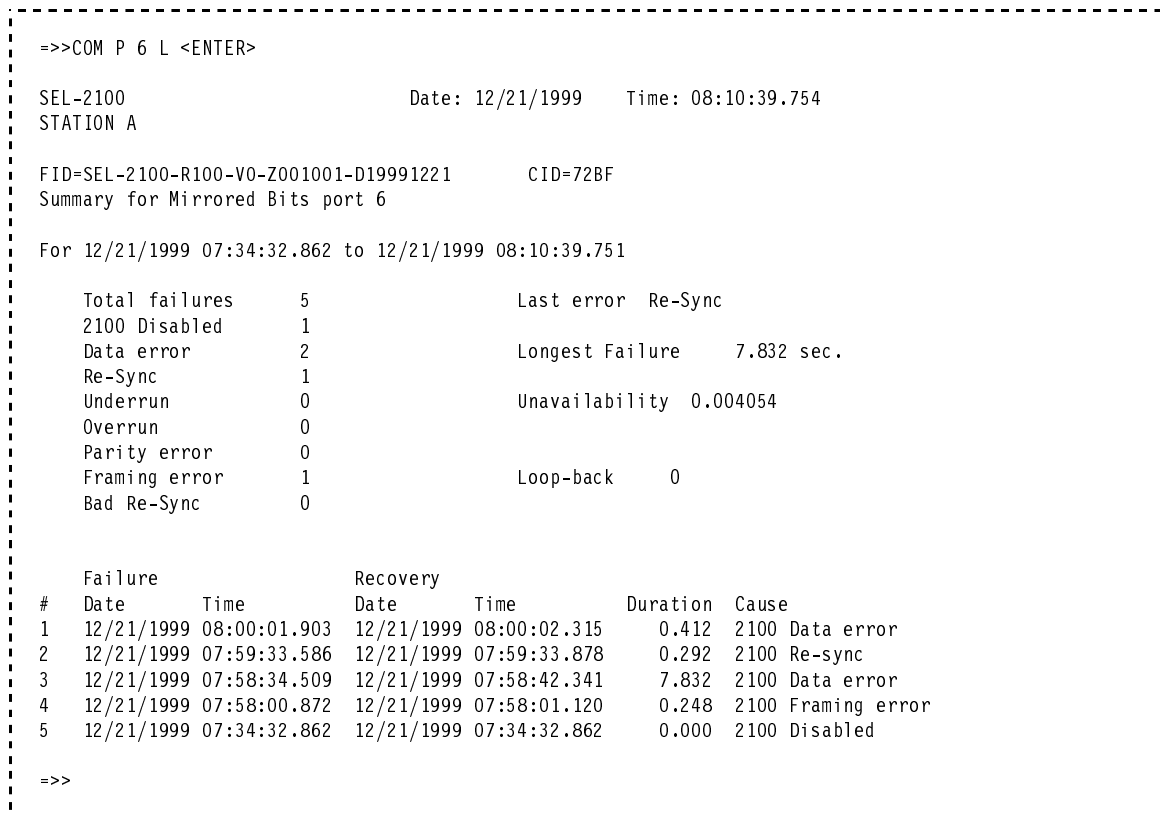 =>>COM P 6 L <ENTER>
SEL-2100 Date: 12/21/1999 Time: 08:10:39.754
STATION A
FID=SEL-2100-R100-V0-Z001001-D19991221 CID=72BF
Summary for Mirrored Bits port 6
For 12/21/1999 07:34:32.862 to 12/21/1999 08:10:39.751
Total failures 5 Last error Re-Sync
2100 Disabled 1
Data error 2 Longest Failure 7.832 sec.
Re-Sync 1
Underrun 0 Unavailability 0.004054
Overrun 0
Parity error 0
Framing error 1 Loop-back 0
Bad Re-Sync 0
Failure Recovery
# Date Time Date Time Duration Cause
1 12/21/1999 08:00:01.903 12/21/1999 08:00:02.315 0.412 2100 Data error
2 12/21/1999 07:59:33.586 12/21/1999 07:59:33.878 0.292 2100 Re-sync
3 12/21/1999 07:58:34.509 12/21/1999 07:58:42.341 7.832 2100 Data error
4 12/21/1999 07:58:00.872 12/21/1999 07:58:01.120 0.248 2100 Framing error
5 12/21/1999 07:34:32.862 12/21/1999 07:34:32.862 0.000 2100 Disabled
=>>